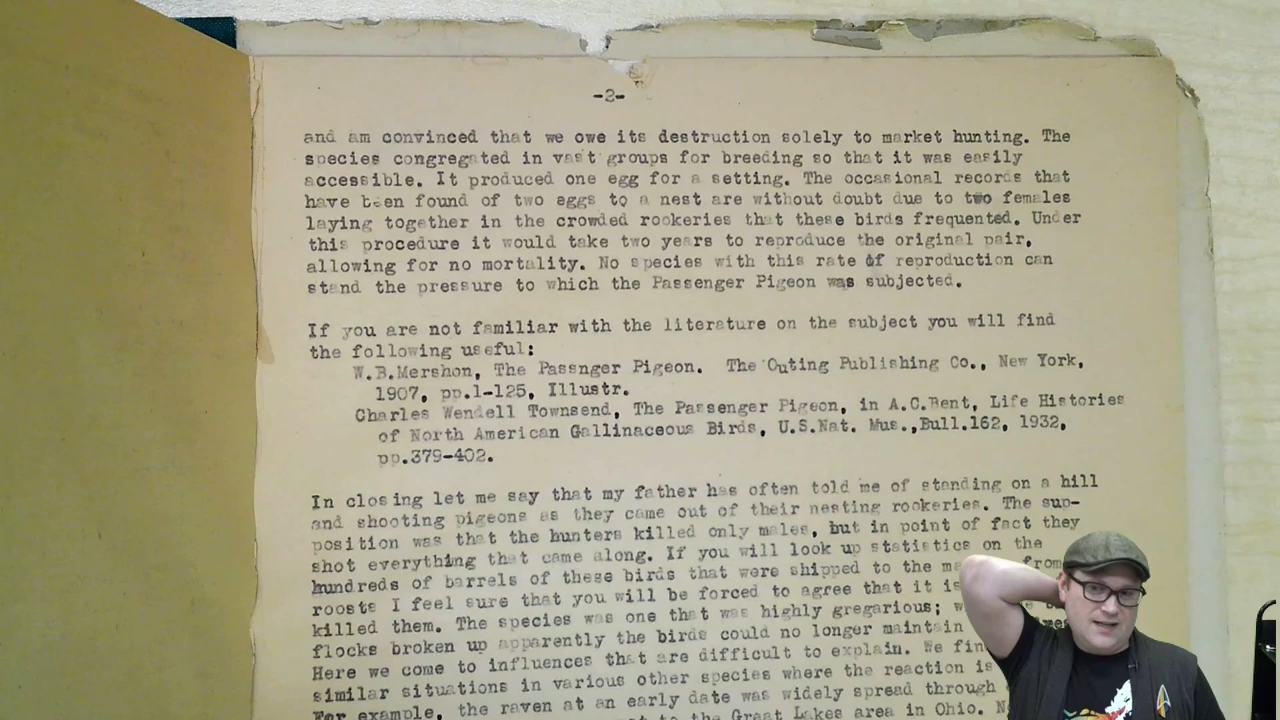 -2-
and am convinced that we owe its destruction solely to market hunting. The
species congregated in vast groups for breeding so that it was easily
accessible. It produced one egg for a setting. The occasional records that
have been found of two eggs to a nest are without doubt due to two females
laying together in the crowded rookeries that these birds frequented. Under
this procedure it would take two years to reproduce the original pair,
allowing for no mortality. No species with this rate of reproduction can
stand the pressure to which the Passenger Pigeon was subjected.
If you are not familiar with the literature on the subject you will find
the following useful:
W.B.Mershon, The Passnger Pigeon. The Outing Publishing Co., New York,
1907, pp.1-125, Illustr.
Charles Wendell Townsend, The Passenger Pigeon, in A.C.Bent, Life Histories
of North American Gallinaceous Birds, U.S.Nat. Mus.,Bull.162, 1932,
pp.379-402.
In closing let me say that my father has often told me of standing on a hill
and shooting pigeons as they came out of their nesting rookeries. The sup-
position was that the hunters killed only males, but in point of fact they
shot everything that came along. If you will look up statistics on the
hundreds of barrels of these birds that were shipped to the from
roosts I feel sure that you will be forced to agree that it is
killed them. The species was one that was highly gregarious;
flocks broken up apparently the birds could no longer maintain
Here we come to influences that are difficult to explain. We
similar situations in various other species where the reaction is
For example, the raven at an early date was widely spread through
to the Great Lakes area in Ohio.